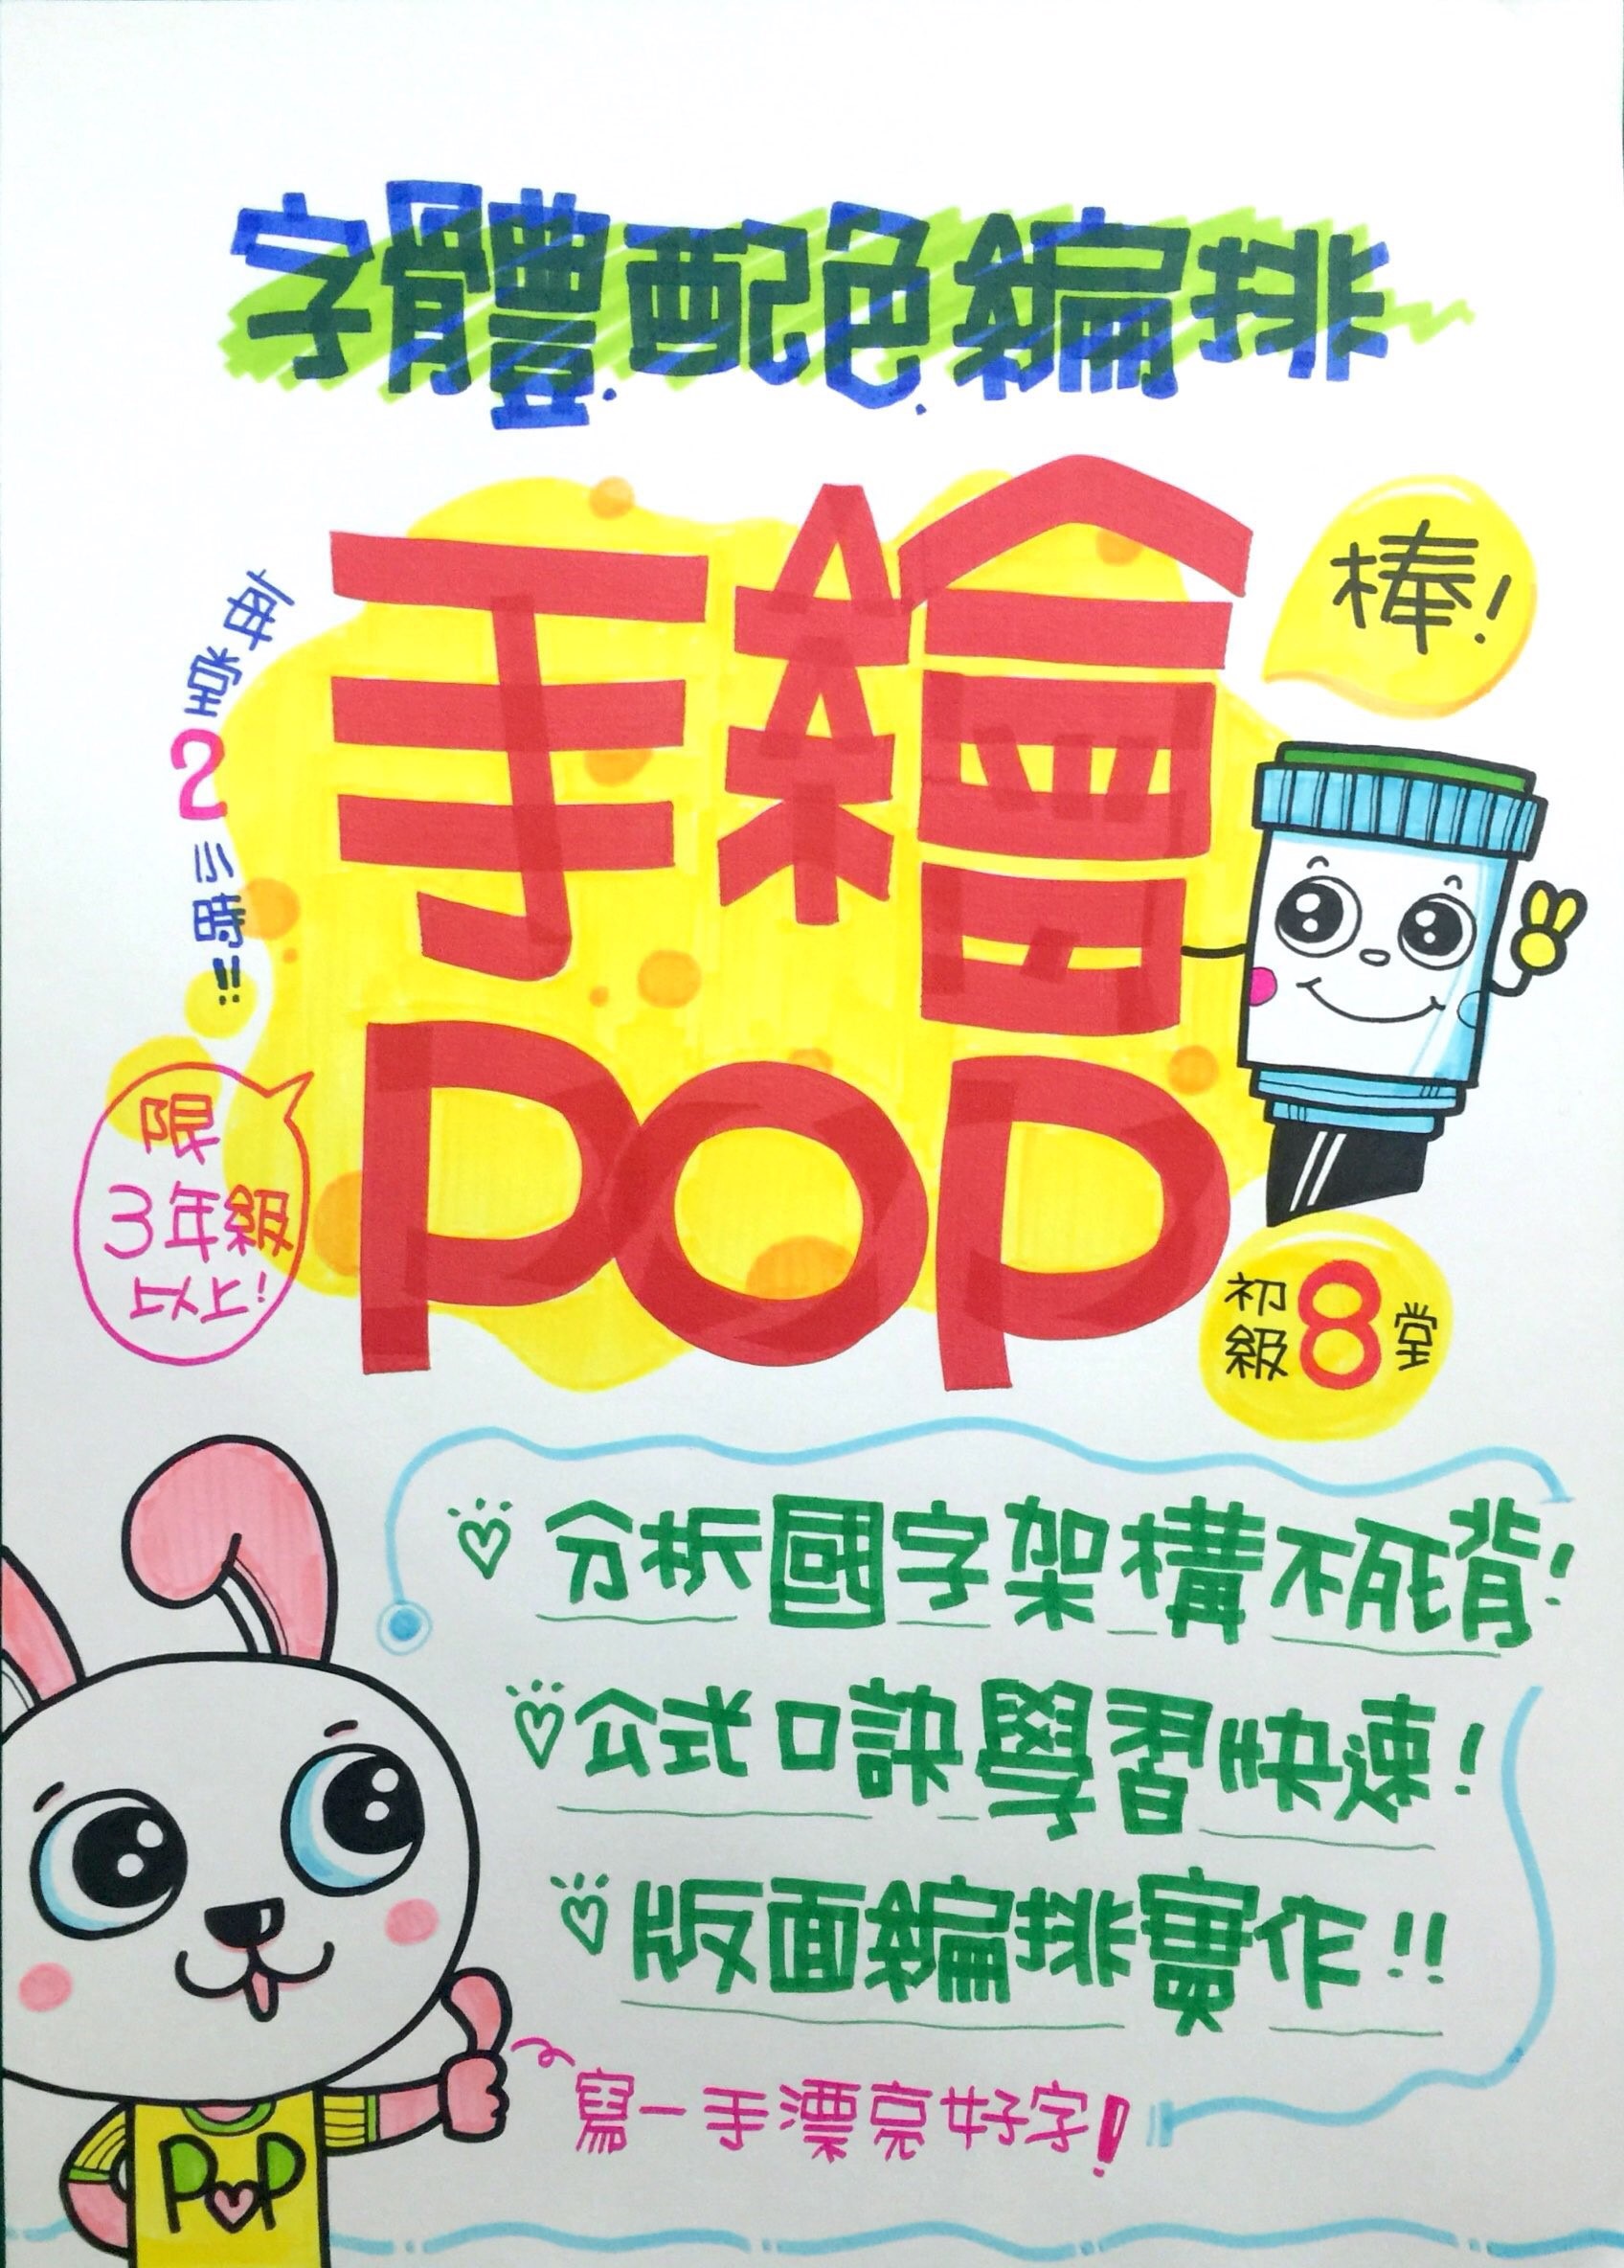 字體配色編排
手繪
POP
棒!
每堂2小時!!
限
3年級
以上!
初級8堂
分析國字架構不死背!
公式口訣學習快速!
版面編排實作!!
寫一手漂亮好字!
POP